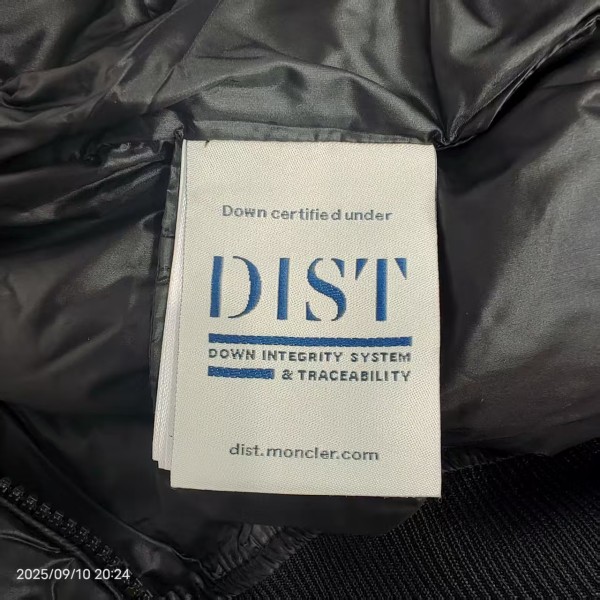 Down certified under
DIST
DOWN INTEGRITY SYSTEM
& TRACEABILITY
dist.moncler.com
2025/09/10 20:24